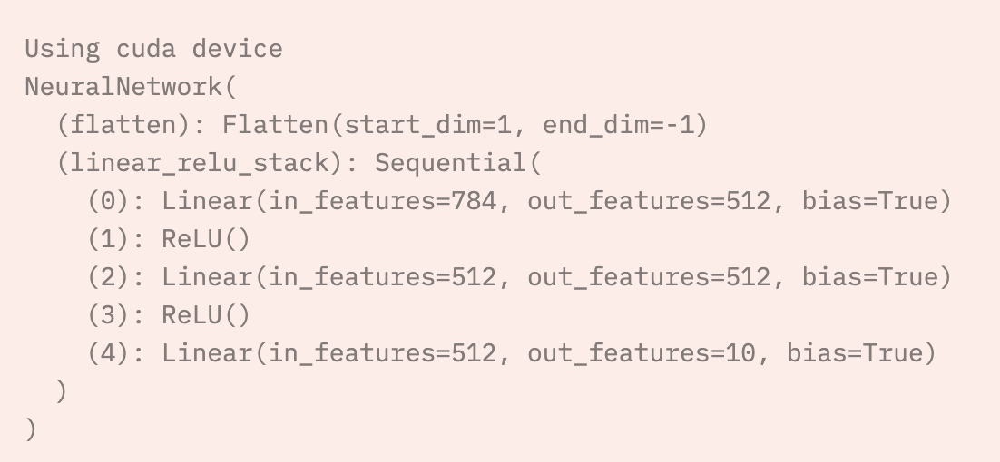 Using cuda device
NeuralNetwork(
  (flatten): Flatten(start_dim=1, end_dim=-1)
  (linear_relu_stack): Sequential(
    (0): Linear(in_features=784, out_features=512, bias=True)
    (1): ReLU()
    (2): Linear(in_features=512, out_features=512, bias=True)
    (3): ReLU()
    (4): Linear(in_features=512, out_features=10, bias=True)
  )
)